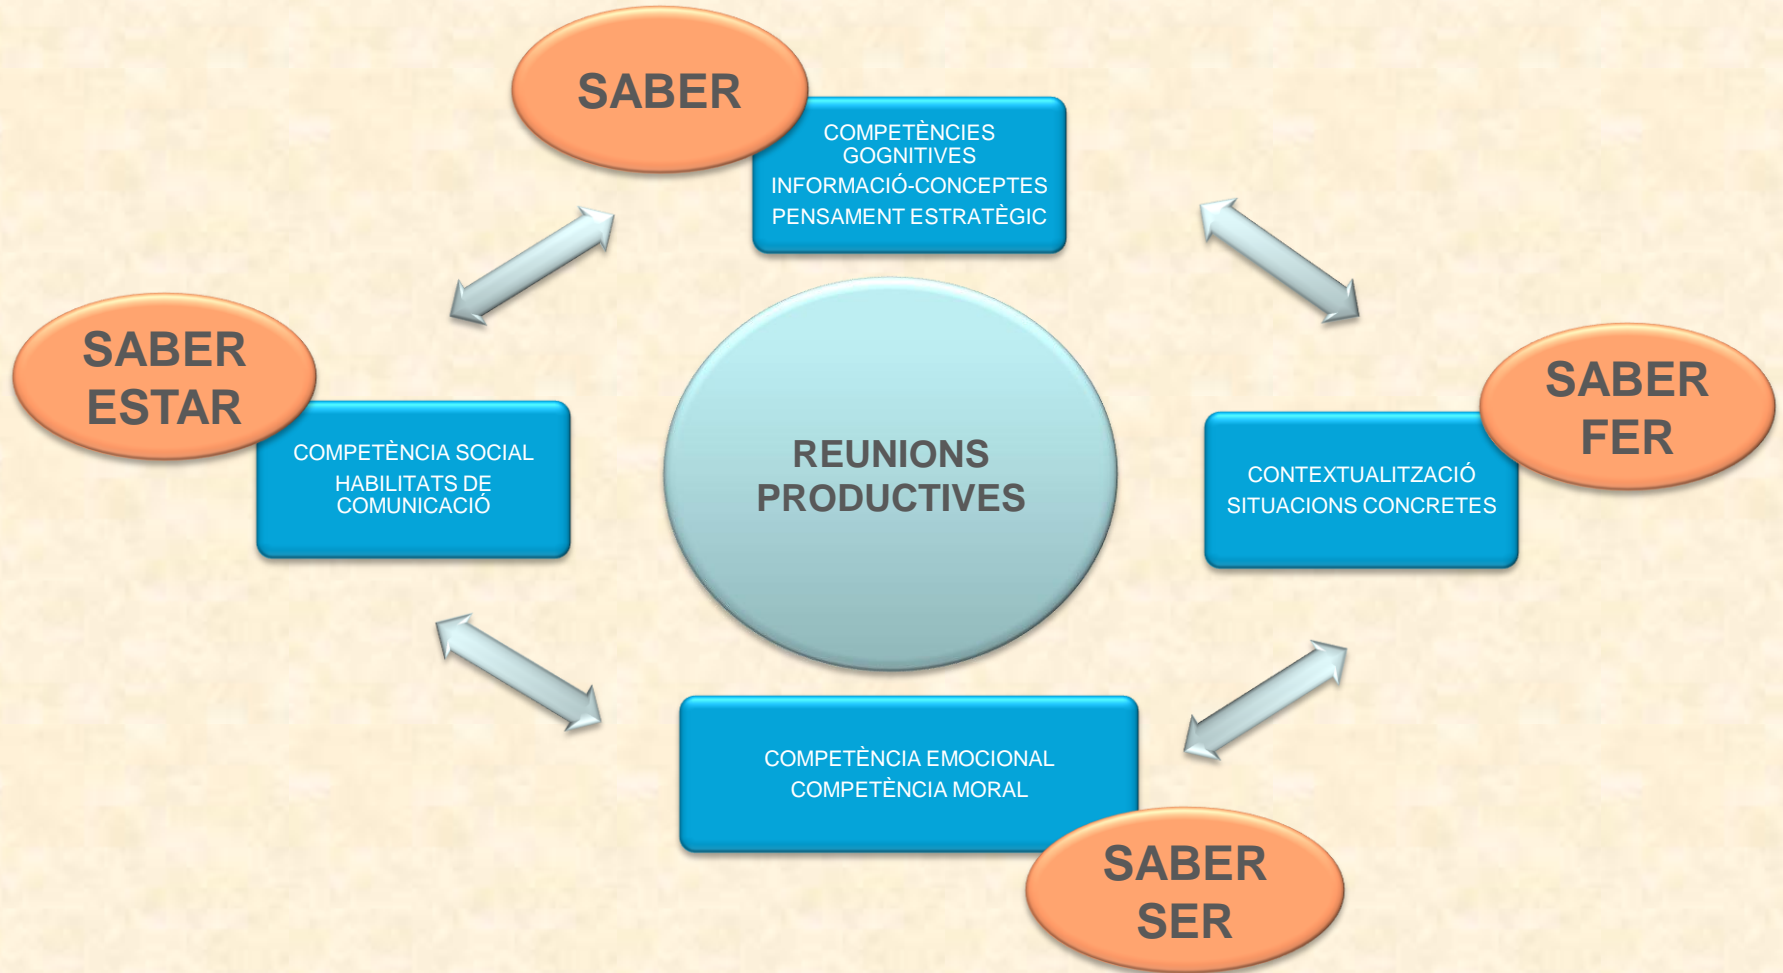 SABER
COMPETÈNCIES
GOGNITIVES
INFORMACIÓ-CONCEPTES
PENSAMENT ESTRATÈGIC
SABER
ESTAR
COMPETÈNCIA SOCIAL
HABILITATS DE
COMUNICACIÓ
REUNIONS
PRODUCTIVES
SABER
FER
CONTEXTUALITZACIÓ
SITUACIONS CONCRETES
COMPETÈNCIA EMOCIONAL
COMPETÈNCIA MORAL
SABER
SER